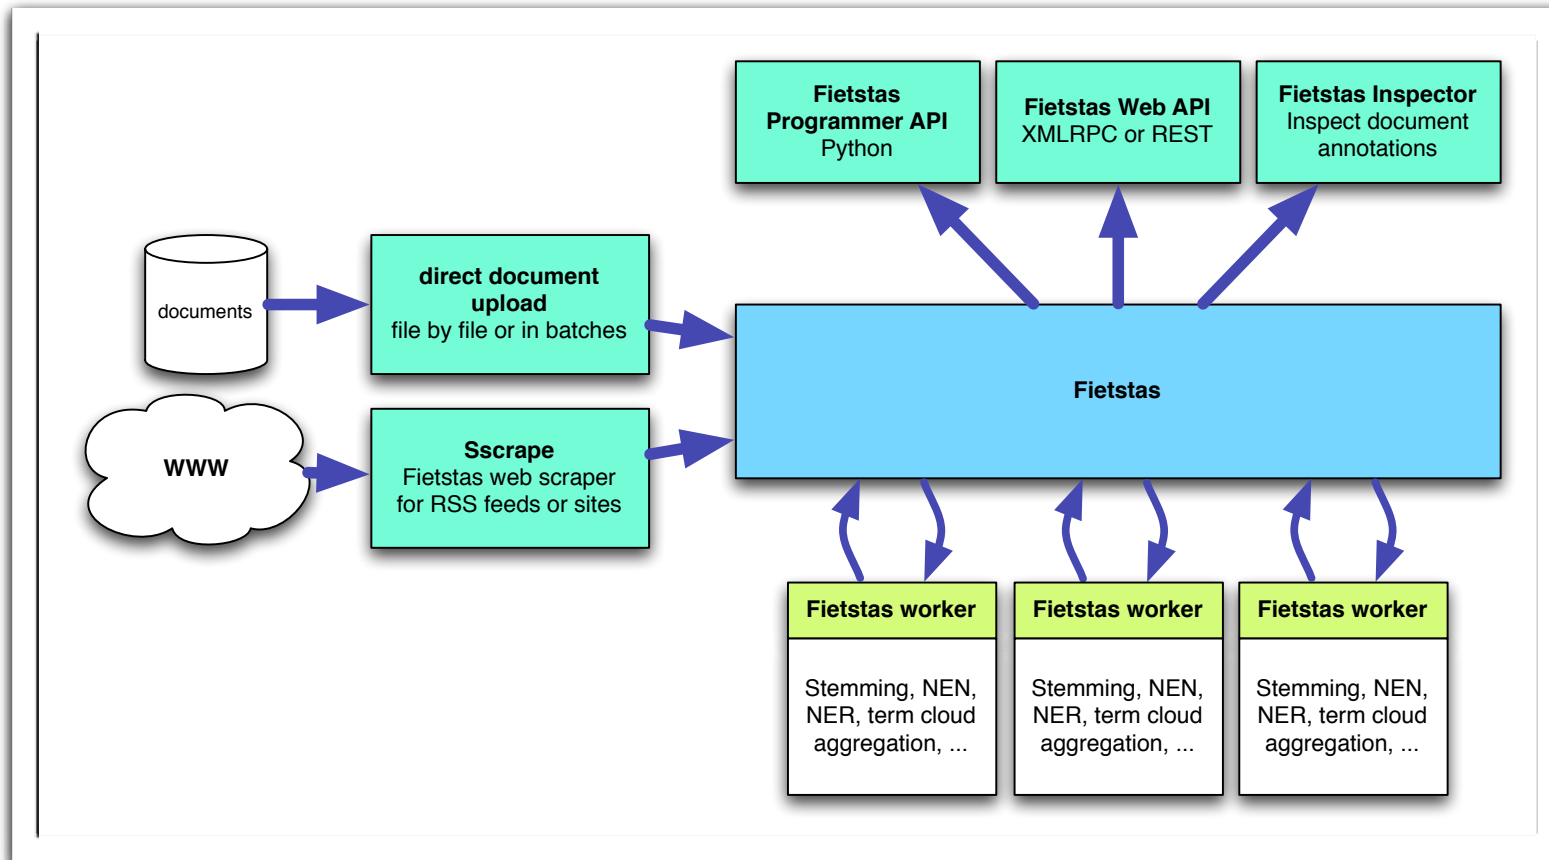 Fietstas
Programmer API
Python
Fietstas Web API
XMLRPC or REST
Fietstas Inspector
Inspect document
annotations
documents
direct document
upload
file by file or in batches
Fietstas
WWW
Sscrape
Fietstas web scraper
for RSS feeds or sites
Fietstas worker
Stemming, NEN,
NER, term cloud
aggregation, ...
Fietstas worker
Stemming, NEN,
NER, term cloud
aggregation, ...
Fietstas worker
Stemming, NEN,
NER, term cloud
aggregation, ...